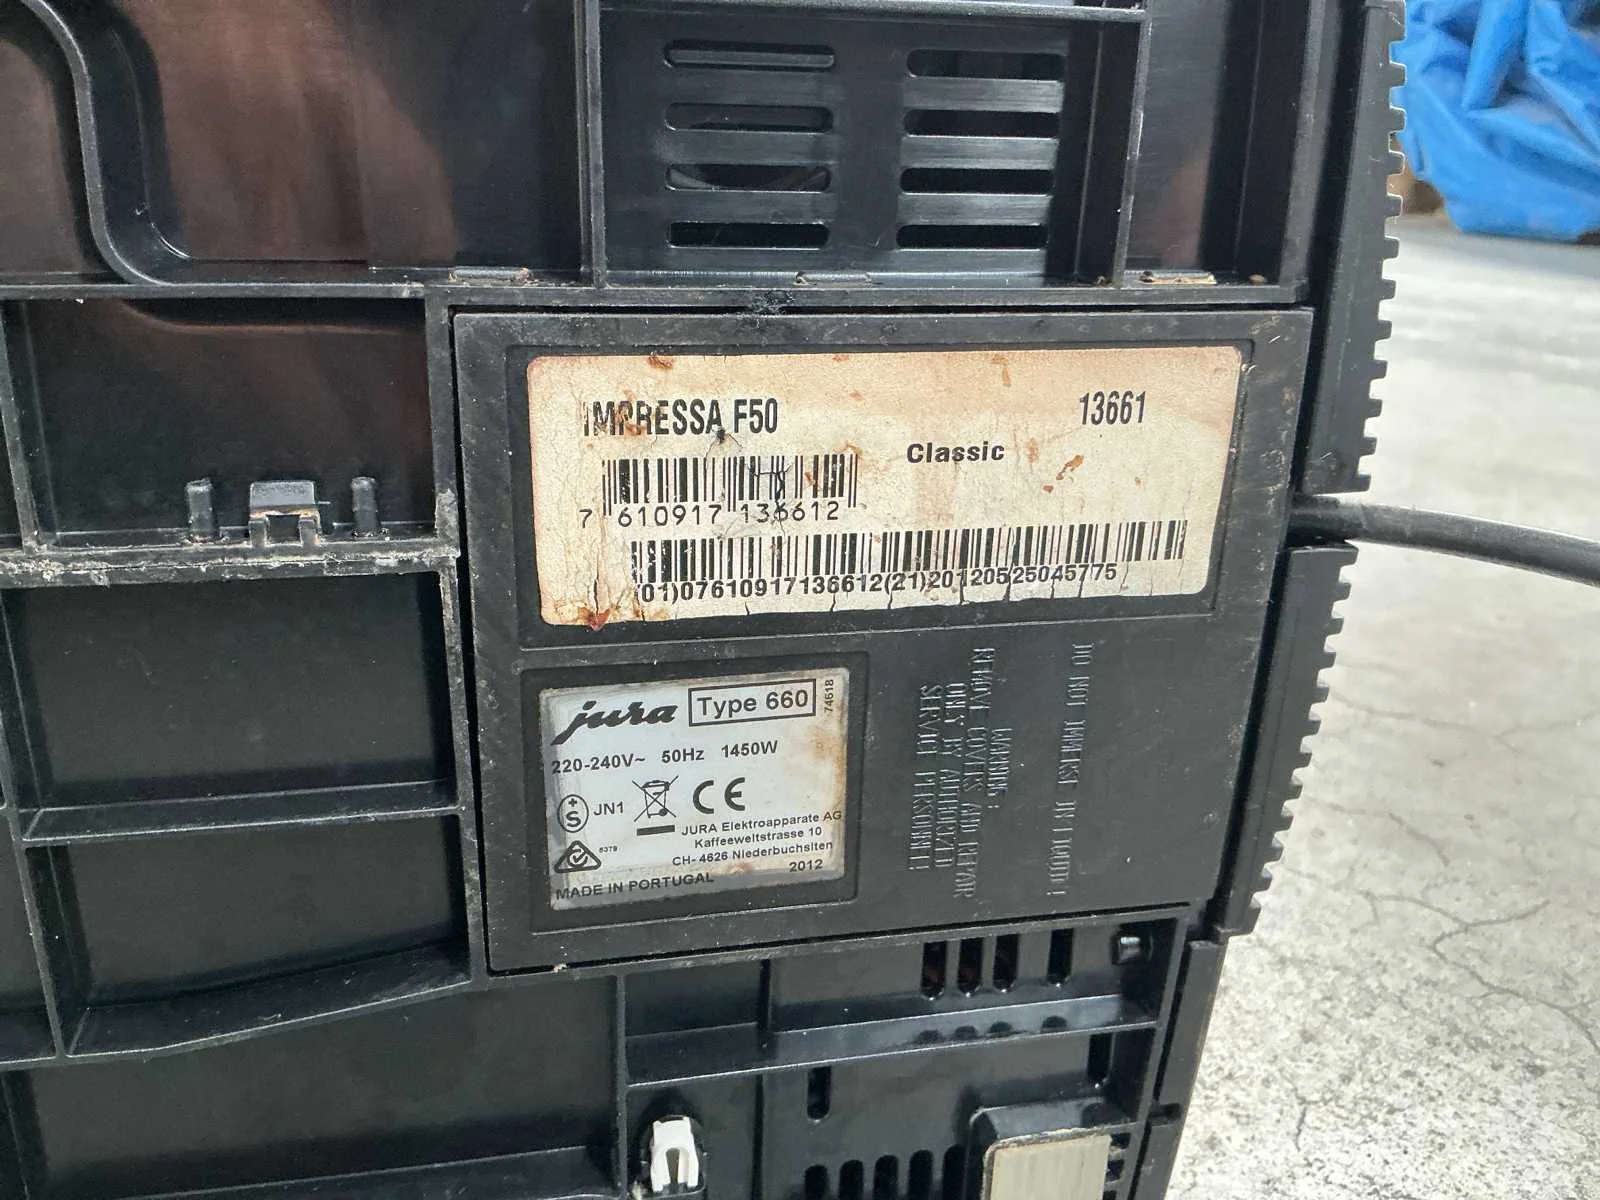 IMPRESSA F50
13661
Classic
7 610917 136612
(01)07610917136612(21)20120525045775
jura Type 660
74618
220-240V~ 50Hz 1450W
S JN1 CE
JURA Elektroapparate AG
Kaffeeweltstrasse 10
CH- 4626 Niederbuchsiten
6379
2012
MADE IN PORTUGAL
DO NOT IMMERSE IN LIQUID!
WARNING:
REMOVE COVERS AND REPAIR
ONLY BY AUTHORIZED
SERVICE PERSONNEL!